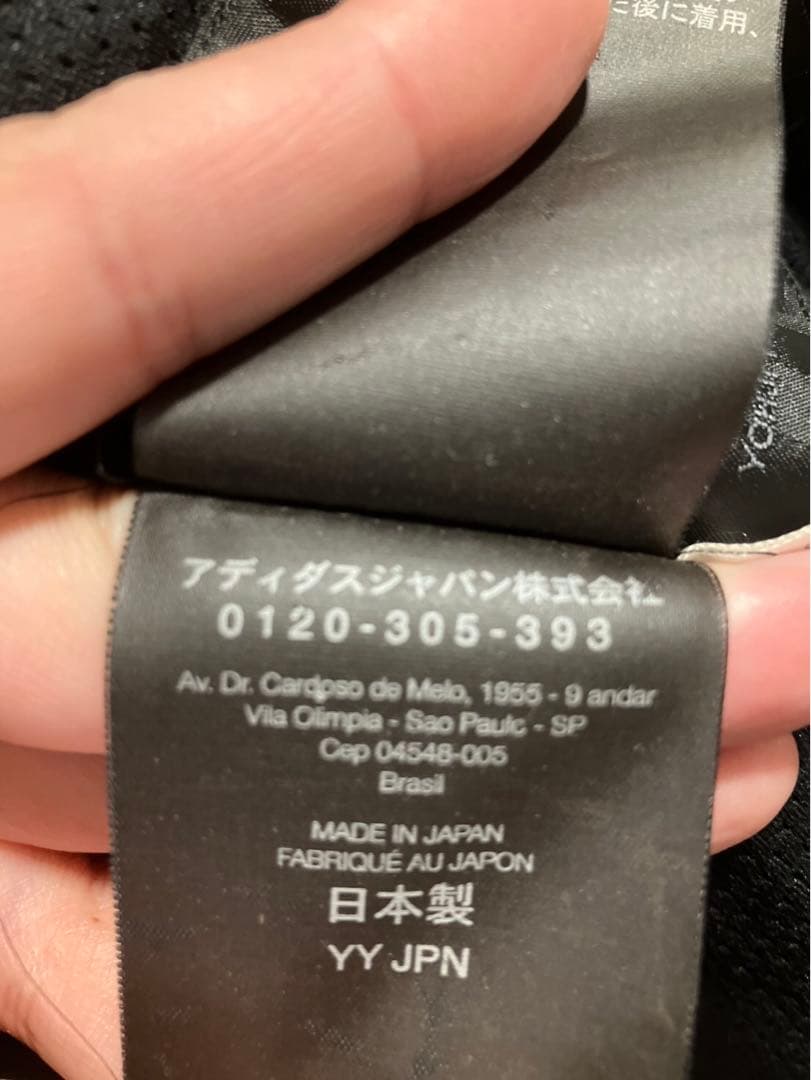 た後に着用、
アディダスジャパン株式会社
0120-305-393
Av. Dr. Cardoso de Melo, 1955 - 9 andar
Vila Olimpia - Sao Paulo - SP
Cep 04548-005
Brasil
MADE IN JAPAN
FABRIQUÉ AU JAPON
日本製
YY JPN